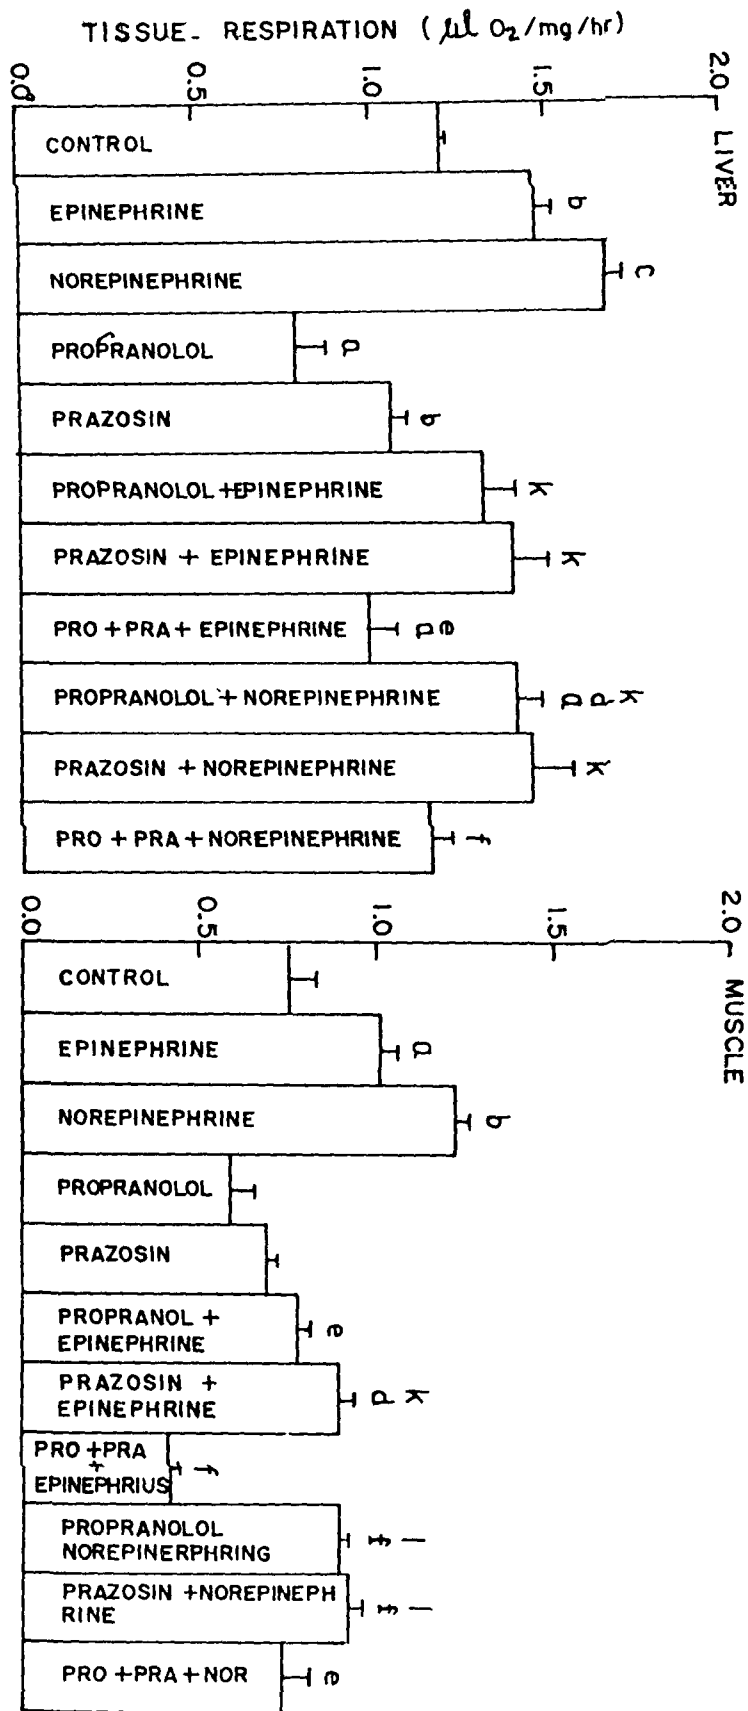 TISSUE- RESPIRATION (µl O2/mg/hr)
0.0 0.5 1.0 1.5 2.0
LIVER
CONTROL
EPINEPHRINE b
NOREPINEPHRINE c
PROPRANOLOL a
PRAZOSIN b
PROPRANOLOL+EPINEPHRINE k
PRAZOSIN + EPINEPHRINE k
PRO+PRA+EPINEPHRINE a e
PROPRANOLOL+NOREPINEPHRINE a d k
PRAZOSIN +NOREPINEPHRINE k
PRO + PRA + NOREPINEPHRINE f
0.0 0.5 1.0 1.5 2.0
MUSCLE
CONTROL
EPINEPHRINE a
NOREPINEPHRINE b
PROPRANOLOL
PRAZOSIN
PROPRANOL +
EPINEPHRINE e
PRAZOSIN +
EPINEPHRINE d k
PRO +PRA
+
EPINEPHRIUS f
PROPRANOLOL
NOREPINERPHRING f l
PRAZOSIN +NOREPINEPH
RINE f l
PRO +PRA+NOR e